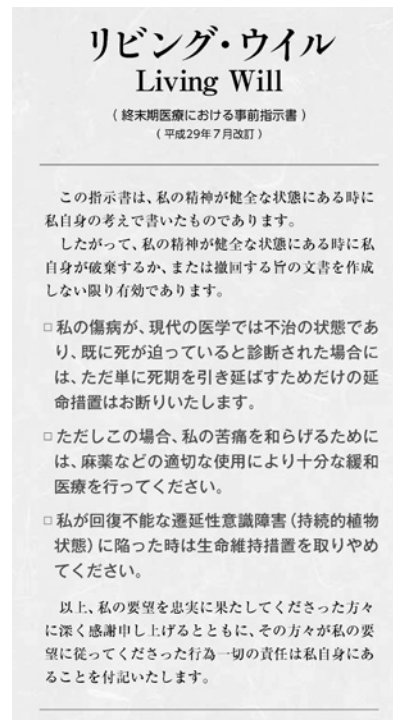 リビング・ウイル
Living Will
（終末期医療における事前指示書）
（平成29年7月改訂）
この指示書は、私の精神が健全な状態にある時に
私自身の考えで書いたものであります。
したがって、私の精神が健全な状態にある時に私
自身が破棄するか、または撤回する旨の文書を作成
しない限り有効であります。
□私の傷病が、現代の医学では不治の状態であ
り、既に死が迫っていると診断された場合に
は、ただ単に死期を引き延ばすためだけの延
命措置はお断りいたします。
□ただしこの場合、私の苦痛を和らげるために
は、麻薬などの適切な使用により十分な緩和
医療を行ってください。
□私が回復不能な遷延性意識障害（持続的植物
状態）に陥った時は生命維持措置を取りやめ
てください。
以上、私の要望を忠実に果たしてくださった方々
に深く感謝申し上げるとともに、その方々が私の要
望に従ってくださった行為一切の責任は私自身にあ
ることを付記いたします。